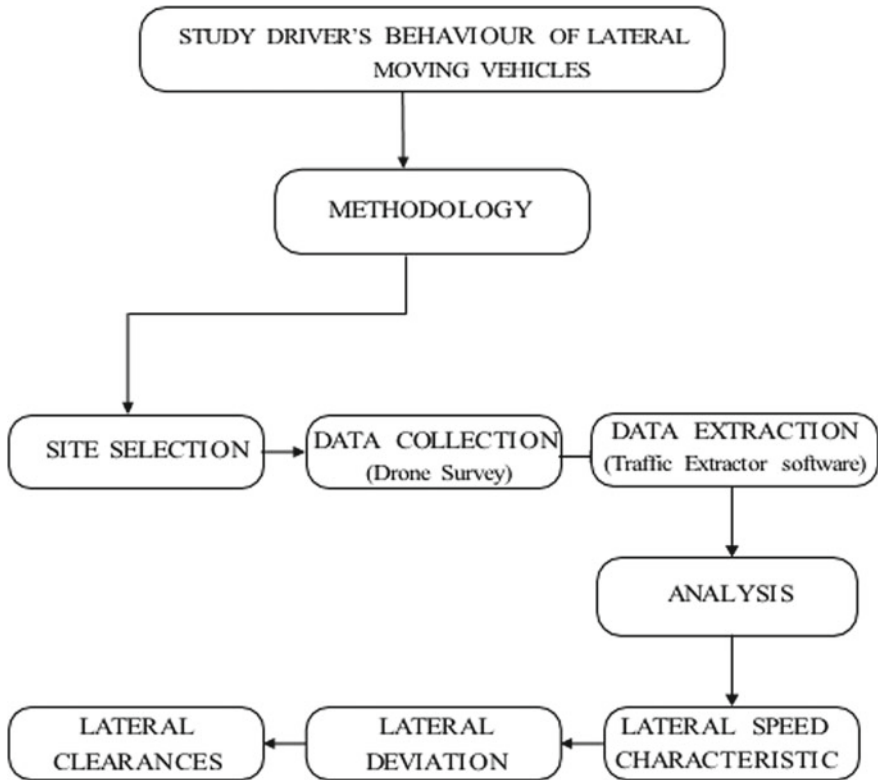 STUDY DRIVER'S BEHAVIOUR OF LATERAL
MOVING VEHICLES
METHODOLOGY
SITE SELECTION
DATA COLLECTION
(Drone Survey)
DATA EXTRACTION
(Traffic Extractor software)
ANALYSIS
LATERAL SPEED
CHARACTERISTIC
LATERAL
DEVIATION
LATERAL
CLEARANCES